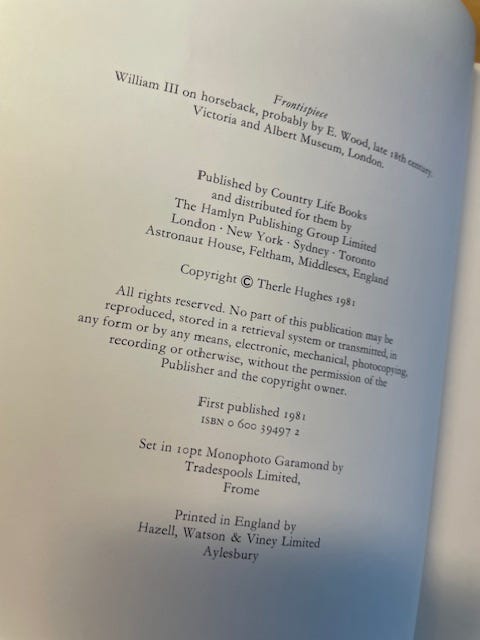 Frontispiece
William III on horseback, probably by E. Wood, late 18th century.
Victoria and Albert Museum, London.
Published by Country Life Books
and distributed for them by
The Hamlyn Publishing Group Limited
London · New York · Sydney · Toronto
Astronaut House, Feltham, Middlesex, England
Copyright © Therle Hughes 1981
All rights reserved. No part of this publication may be
reproduced, stored in a retrieval system or transmitted, in
any form or by any means, electronic, mechanical, photocopying,
recording or otherwise, without the permission of the
Publisher and the copyright owner.
First published 1981
ISBN 0 600 39497 2
Set in 10pt Monophoto Garamond by
Tradespools Limited,
Frome
Printed in England by
Hazell, Watson & Viney Limited
Aylesbury